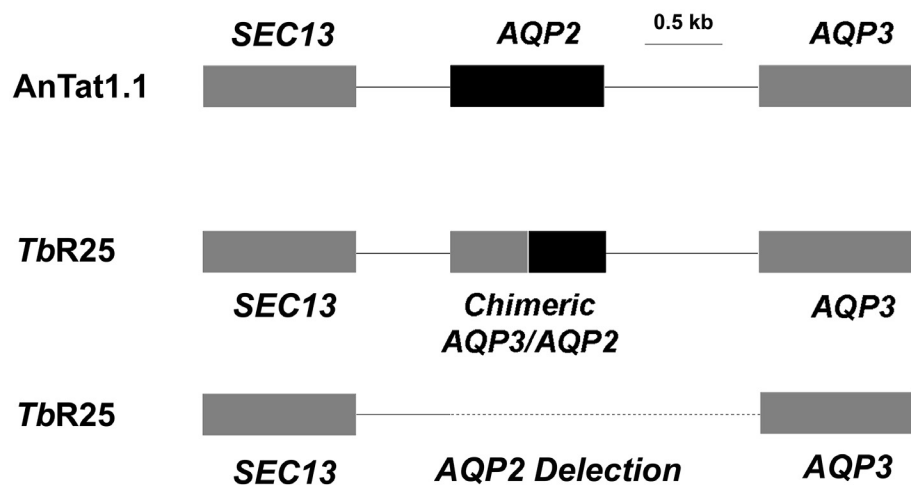 SEC13 AQP2 0.5 kb AQP3
AnTat1.1
TbR25
SEC13 Chimeric AQP3
AQP3/AQP2
TbR25
SEC13 AQP2 Delection AQP3